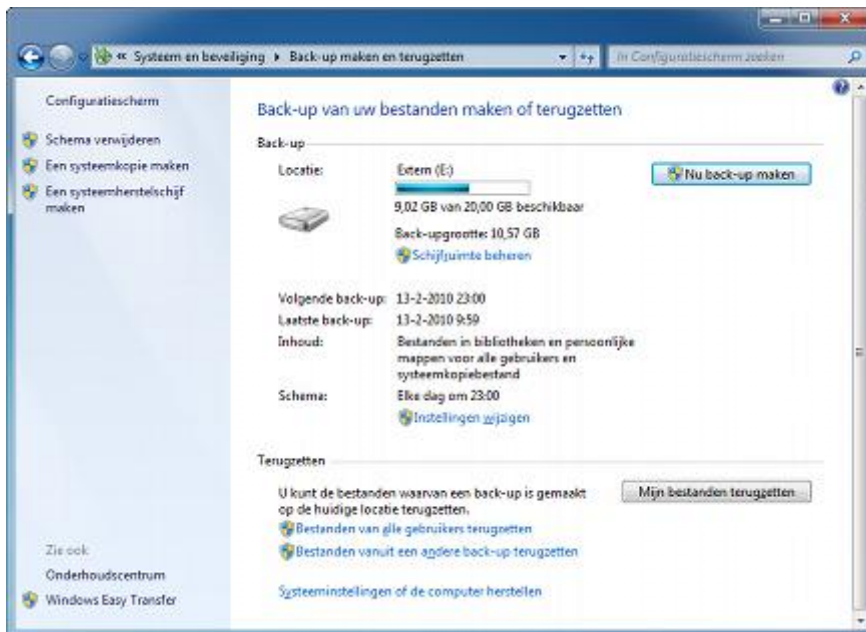 « Systeem en beveiliging ▸ Back-up maken en terugzetten
In Configuratiescherm zoeken
Configuratiescherm
Schema verwijderen
Een systeemkopie maken
Een systeemherstelschijf
maken
Back-up van uw bestanden maken of terugzetten
Back-up
Locatie:
Extern (E:)
Nu back-up maken
9,02 GB van 20,00 GB beschikbaar
Back-upgrootte: 10,57 GB
Schijfruimte beheren
Volgende back-up: 13-2-2010 23:00
Laatste back-up: 13-2-2010 9:59
Inhoud: Bestanden in bibliotheken en persoonlijke
mappen voor alle gebruikers en
systeemkopiebestand
Schema: Elke dag om 23:00
Instellingen wijzigen
Terugzetten
U kunt de bestanden waarvan een back-up is gemaakt
op de huidige locatie terugzetten.
Mijn bestanden terugzetten
Bestanden van alle gebruikers terugzetten
Bestanden vanuit een andere back-up terugzetten
Systeeminstellingen of de computer herstellen
Zie ook
Onderhoudscentrum
Windows Easy Transfer